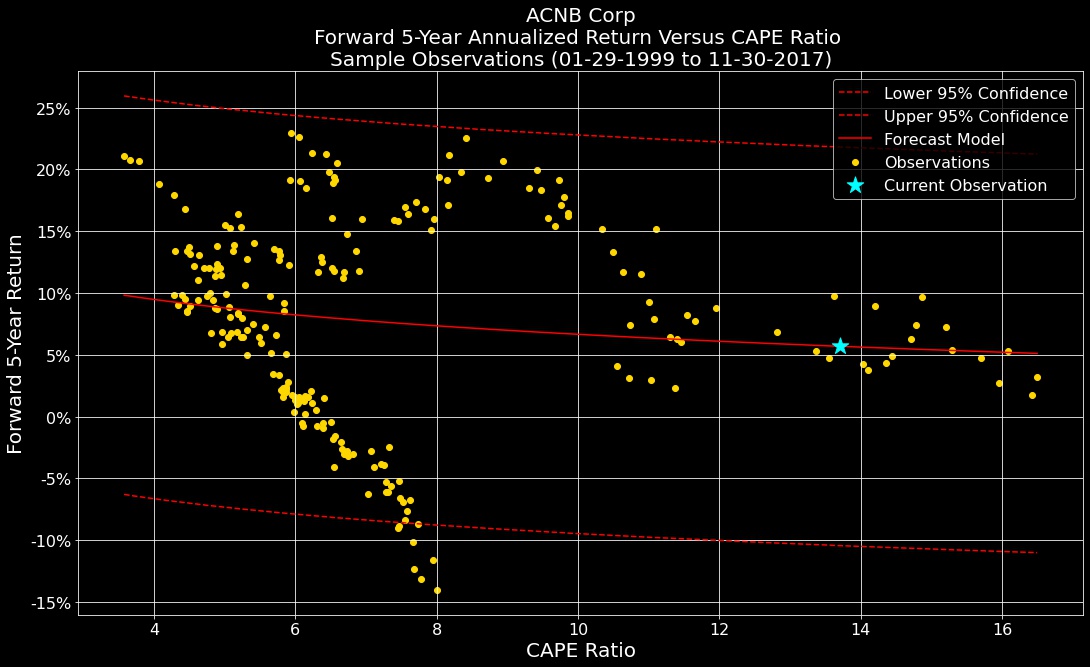 ACNB Corp
Forward 5-Year Annualized Return Versus CAPE Ratio
Sample Observations (01-29-1999 to 11-30-2017)
Lower 95% Confidence
Upper 95% Confidence
Forecast Model
Observations
Current Observation
Forward 5-Year Return
25%
20%
15%
10%
5%
0%
-5%
-10%
-15%
4 6 8 10 12 14 16
CAPE Ratio